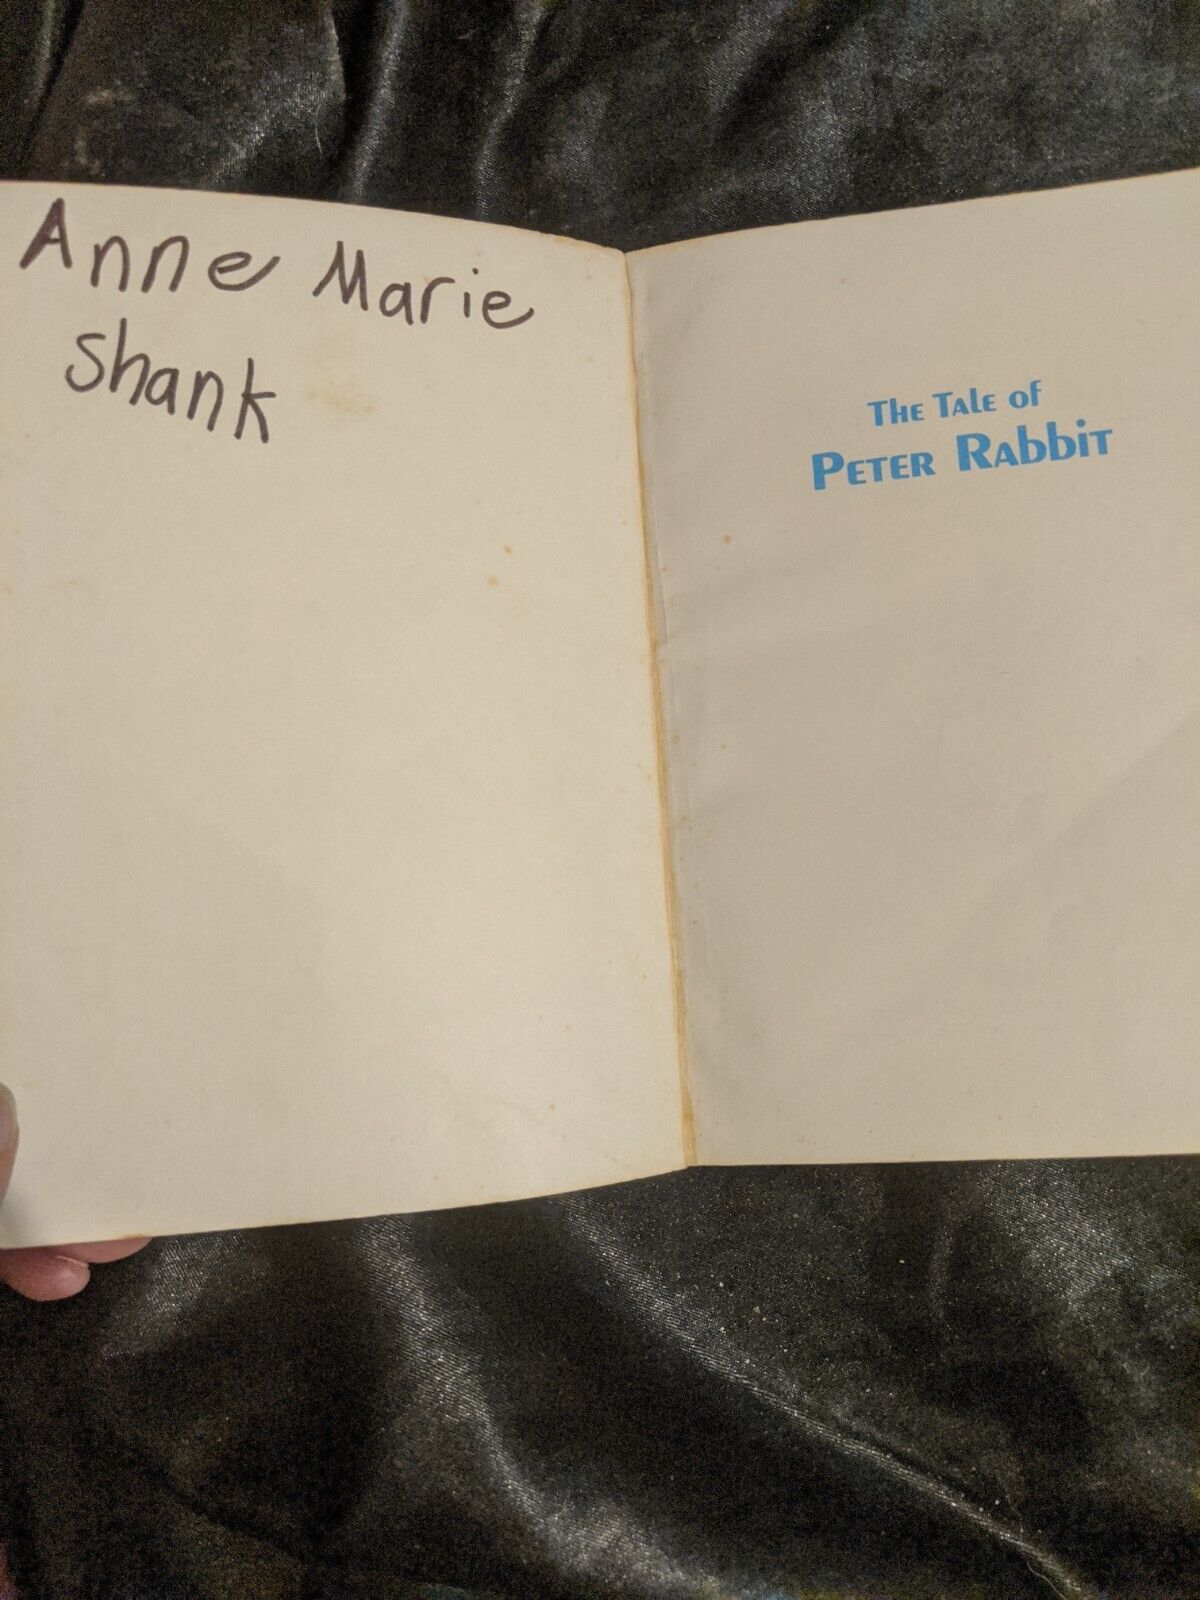 Anne Marie
Shank
The Tale of
Peter Rabbit